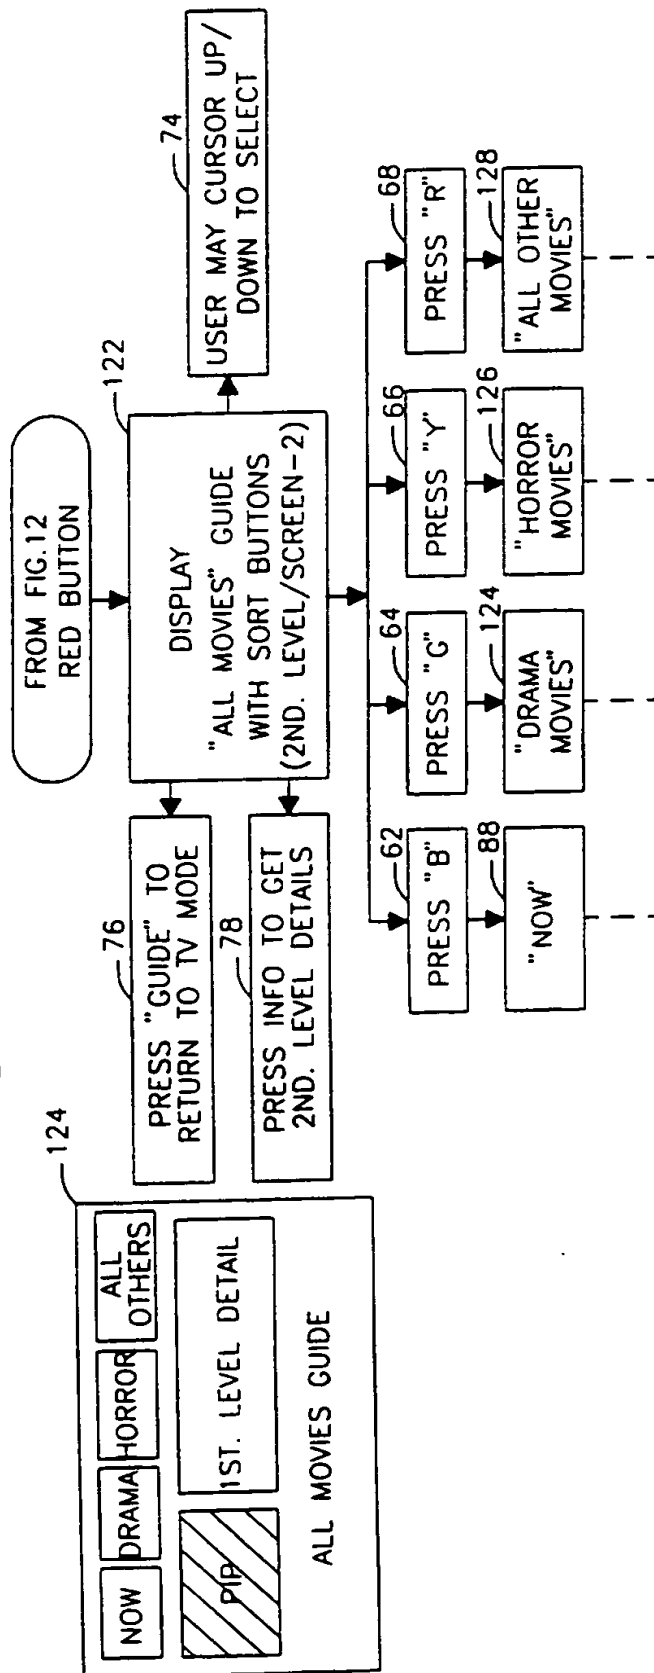 FROM FIG.12
RED BUTTON
122
DISPLAY
"ALL MOVIES" GUIDE
WITH SORT BUTTONS
(2ND. LEVEL/SCREEN-2)
74
USER MAY CURSOR UP/
DOWN TO SELECT
76
PRESS "GUIDE" TO
RETURN TO TV MODE
78
PRESS INFO TO GET
2ND. LEVEL DETAILS
124
NOW
DRAMA
HORROR
ALL
OTHERS
PIP
1ST. LEVEL DETAIL
ALL MOVIES GUIDE
62
PRESS "B"
64
PRESS "G"
66
PRESS "Y"
68
PRESS "R"
88
"NOW"
124
"DRAMA
MOVIES"
126
"HORROR
MOVIES"
128
"ALL OTHER
MOVIES"